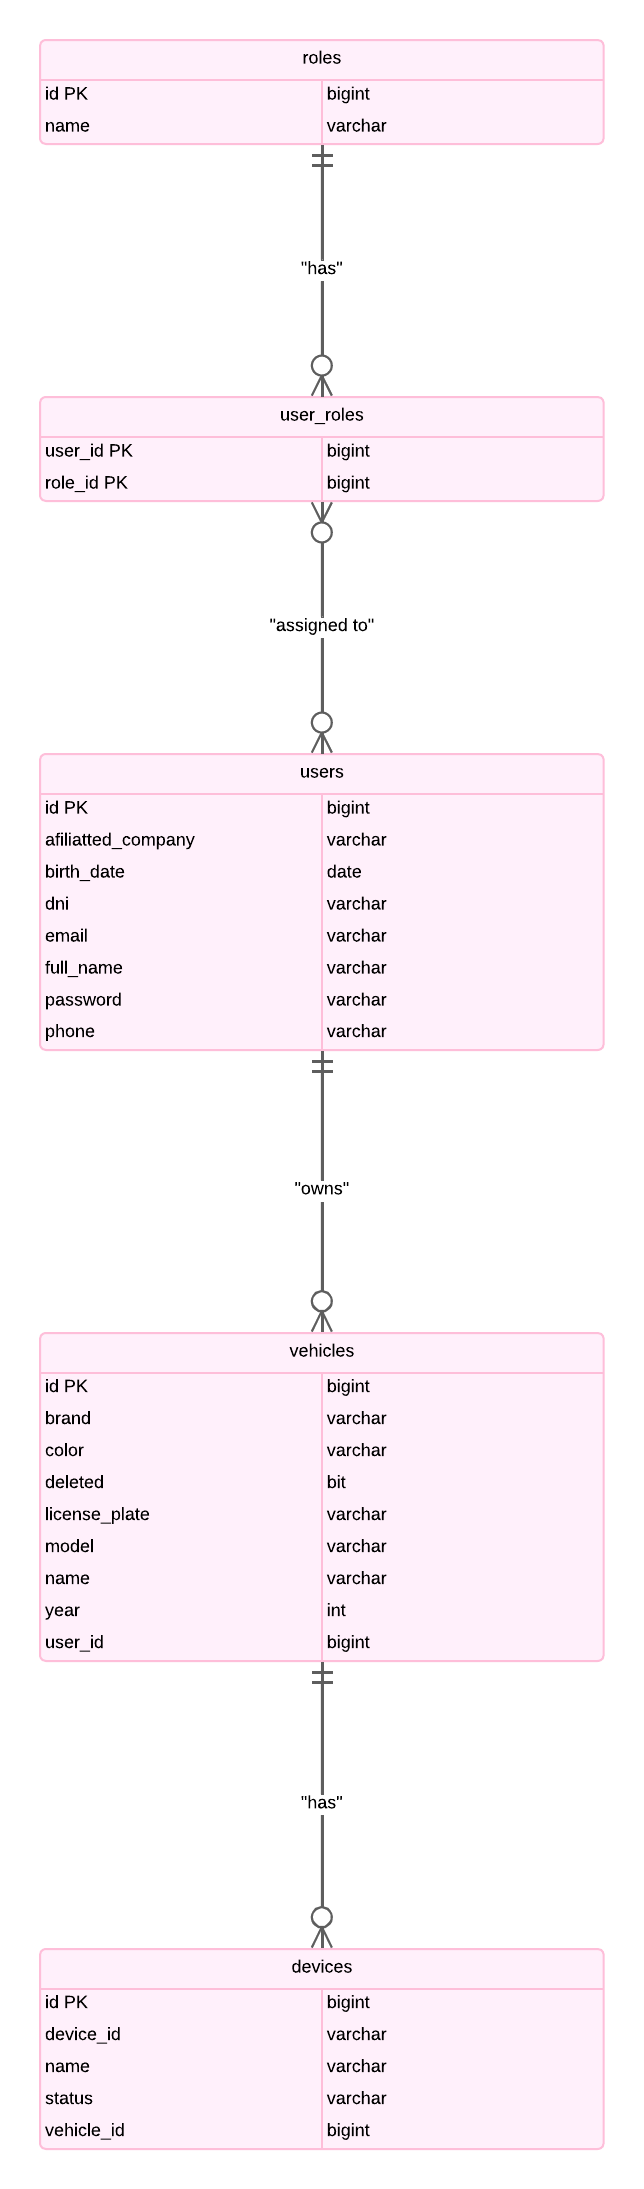 roles
id PK bigint
name varchar
"has"
user_roles
user_id PK bigint
role_id PK bigint
"assigned to"
users
id PK bigint
afiliatted_company varchar
birth_date date
dni varchar
email varchar
full_name varchar
password varchar
phone varchar
"owns"
vehicles
id PK bigint
brand varchar
color varchar
deleted bit
license_plate varchar
model varchar
name varchar
year int
user_id bigint
"has"
devices
id PK bigint
device_id varchar
name varchar
status varchar
vehicle_id bigint